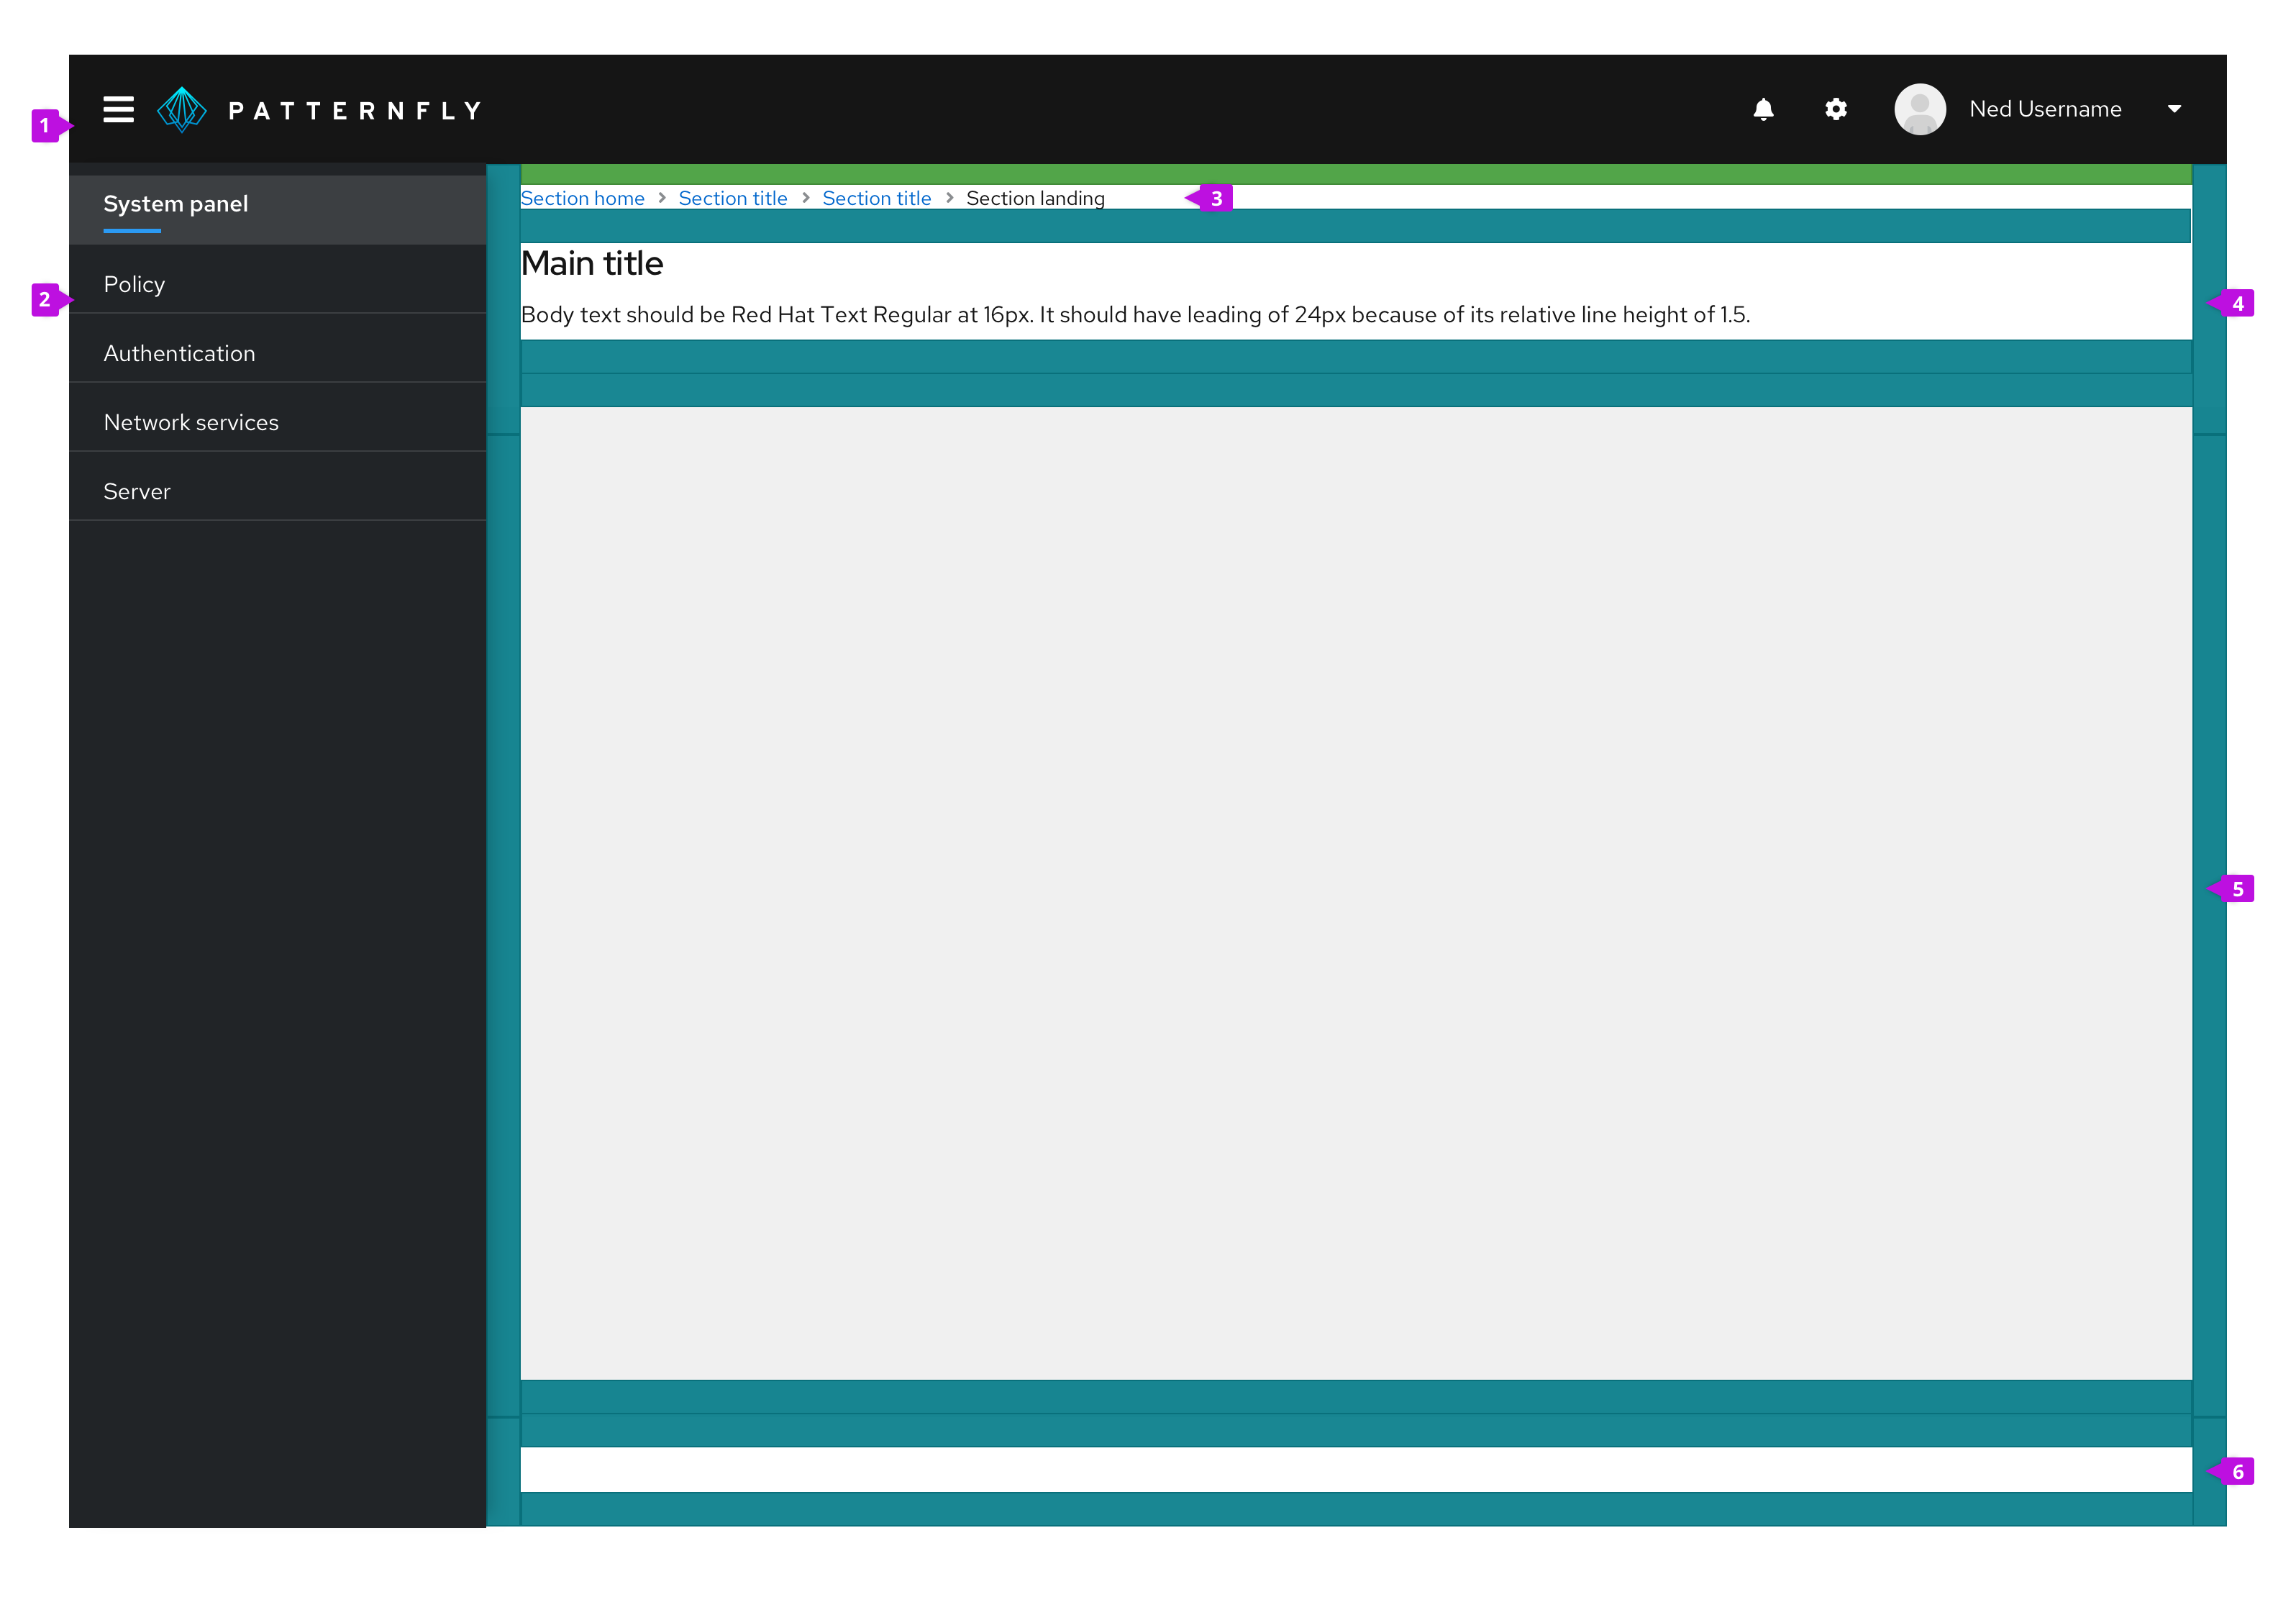 1
PATTERNFLY
Ned Username
System panel
2
Policy
Authentication
Network services
Server
Section home > Section title > Section title > Section landing
3
Main title
Body text should be Red Hat Text Regular at 16px. It should have leading of 24px because of its relative line height of 1.5.
4
5
6